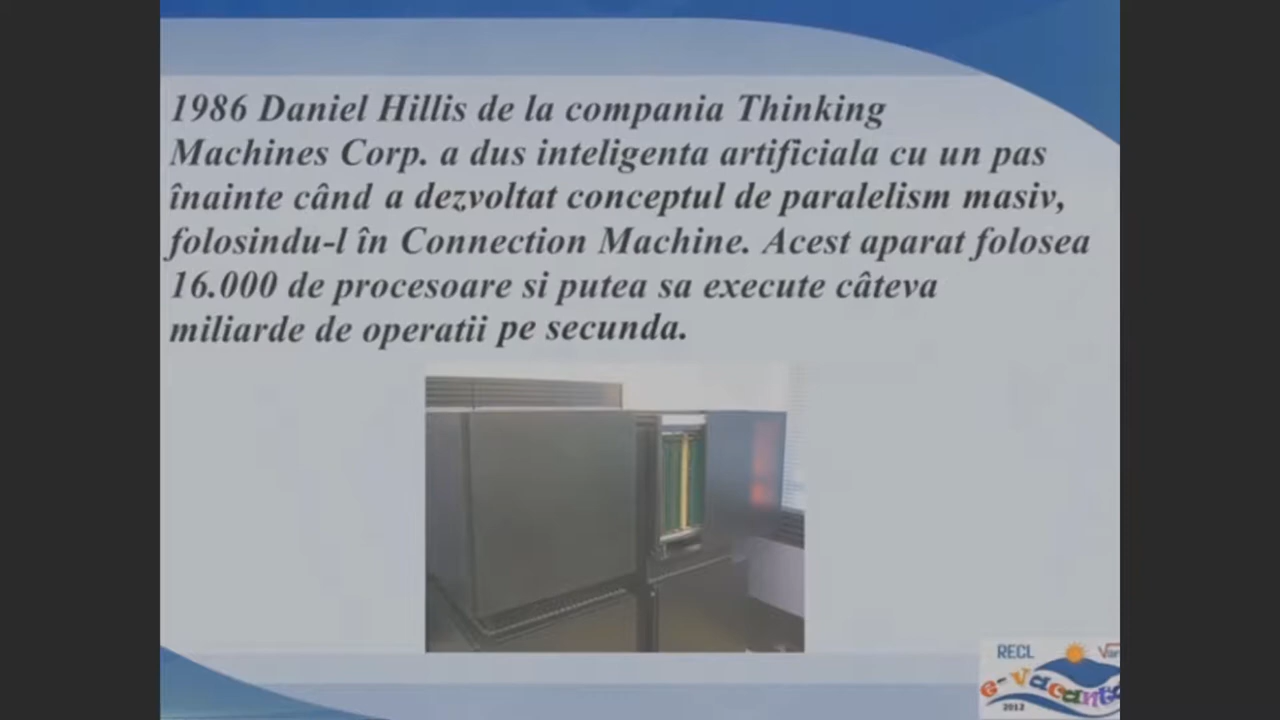 1986 Daniel Hillis de la compania Thinking
Machines Corp. a dus inteligenta artificiala cu un pas
înainte când a dezvoltat conceptul de paralelism masiv,
folosindu-l în Connection Machine. Acest aparat folosea
16.000 de procesoare si putea sa execute câteva
miliarde de operatii pe secunda.
RECL
e-Vacanta
2012